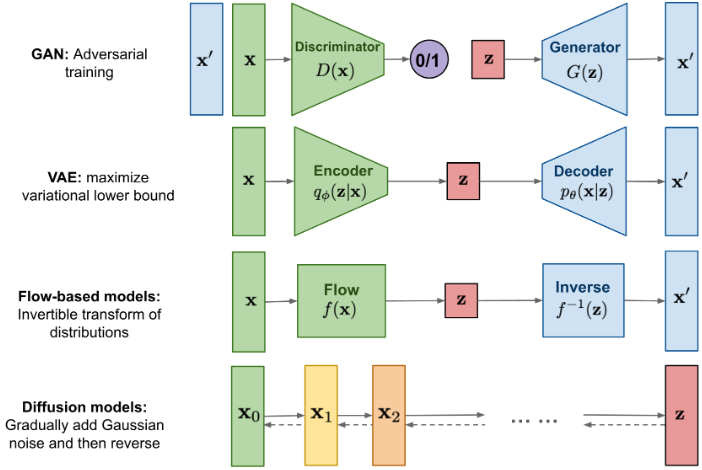 GAN: Adversarial
training
x′
x
Discriminator
D(x)
0/1
z
Generator
G(z)
x′
VAE: maximize
variational lower bound
x
Encoder
qϕ(z|x)
z
Decoder
pθ(x|z)
x′
Flow-based models:
Invertible transform of
distributions
x
Flow
f(x)
z
Inverse
f⁻¹(z)
x′
Diffusion models:
Gradually add Gaussian
noise and then reverse
x₀
x₁
x₂
... ...
z